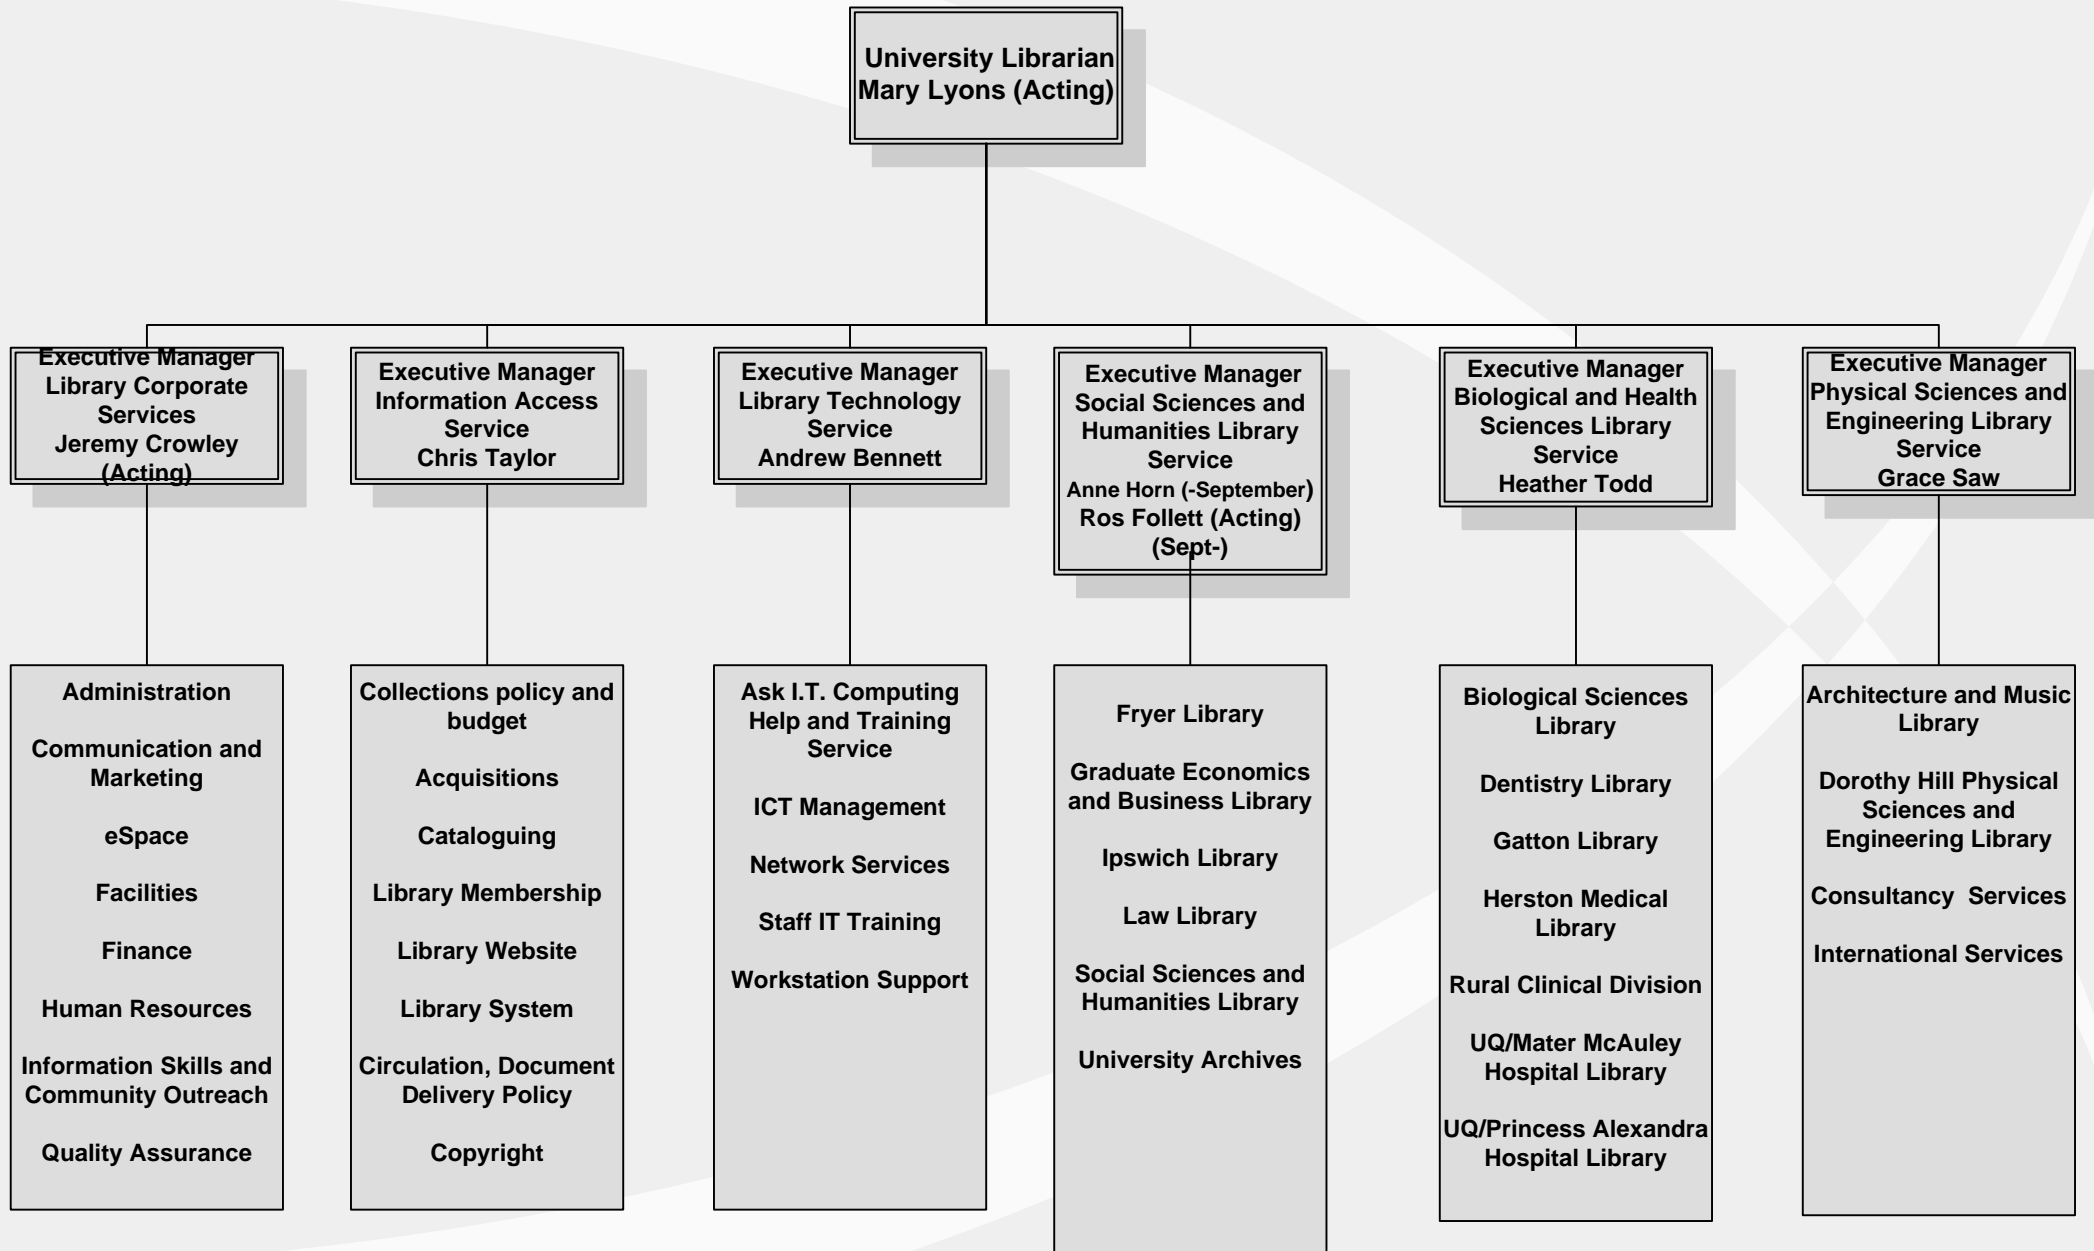 University Librarian
Mary Lyons (Acting)
Executive Manager
Library Corporate
Services
Jeremy Crowley
(Acting)
Executive Manager
Information Access
Service
Chris Taylor
Executive Manager
Library Technology
Service
Andrew Bennett
Executive Manager
Social Sciences and
Humanities Library
Service
Anne Horn (-September)
Ros Follett (Acting)
(Sept-)
Executive Manager
Biological and Health
Sciences Library
Service
Heather Todd
Executive Manager
Physical Sciences and
Engineering Library
Service
Grace Saw
Administration
Communication and
Marketing
eSpace
Facilities
Finance
Human Resources
Information Skills and
Community Outreach
Quality Assurance
Collections policy and
budget
Acquisitions
Cataloguing
Library Membership
Library Website
Library System
Circulation, Document
Delivery Policy
Copyright
Ask I.T. Computing
Help and Training
Service
ICT Management
Network Services
Staff IT Training
Workstation Support
Fryer Library
Graduate Economics
and Business Library
Ipswich Library
Law Library
Social Sciences and
Humanities Library
University Archives
Biological Sciences
Library
Dentistry Library
Gatton Library
Herston Medical
Library
Rural Clinical Division
UQ/Mater McAuley
Hospital Library
UQ/Princess Alexandra
Hospital Library
Architecture and Music
Library
Dorothy Hill Physical
Sciences and
Engineering Library
Consultancy  Services
International Services